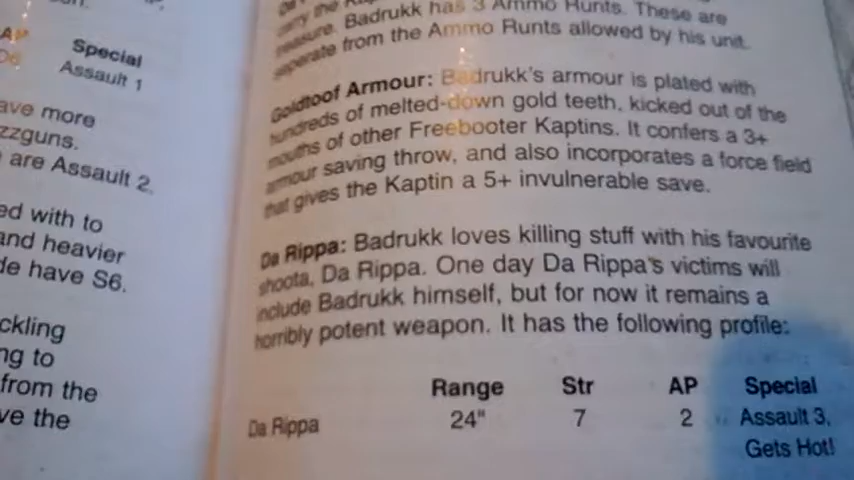 AP Special
D6 Assault 1
ave more
zzguns.
are Assault 2.
ed with to
and heavier
de have S6.
ckling
ng to
from the
ve the
carry the
treasure. Badrukk has 3 Ammo Runts. These are
seperate from the Ammo Runts allowed by his unit.
Goldtoof Armour: Badrukk's armour is plated with
hundreds of melted-down gold teeth, kicked out of the
mouths of other Freebooter Kaptins. It confers a 3+
armour saving throw, and also incorporates a force field
that gives the Kaptin a 5+ invulnerable save.
Da Rippa: Badrukk loves killing stuff with his favourite
shoota, Da Rippa. One day Da Rippa's victims will
include Badrukk himself, but for now it remains a
horribly potent weapon. It has the following profile:
Range Str AP Special
Da Rippa 24" 7 2 Assault 3,
Gets Hot!